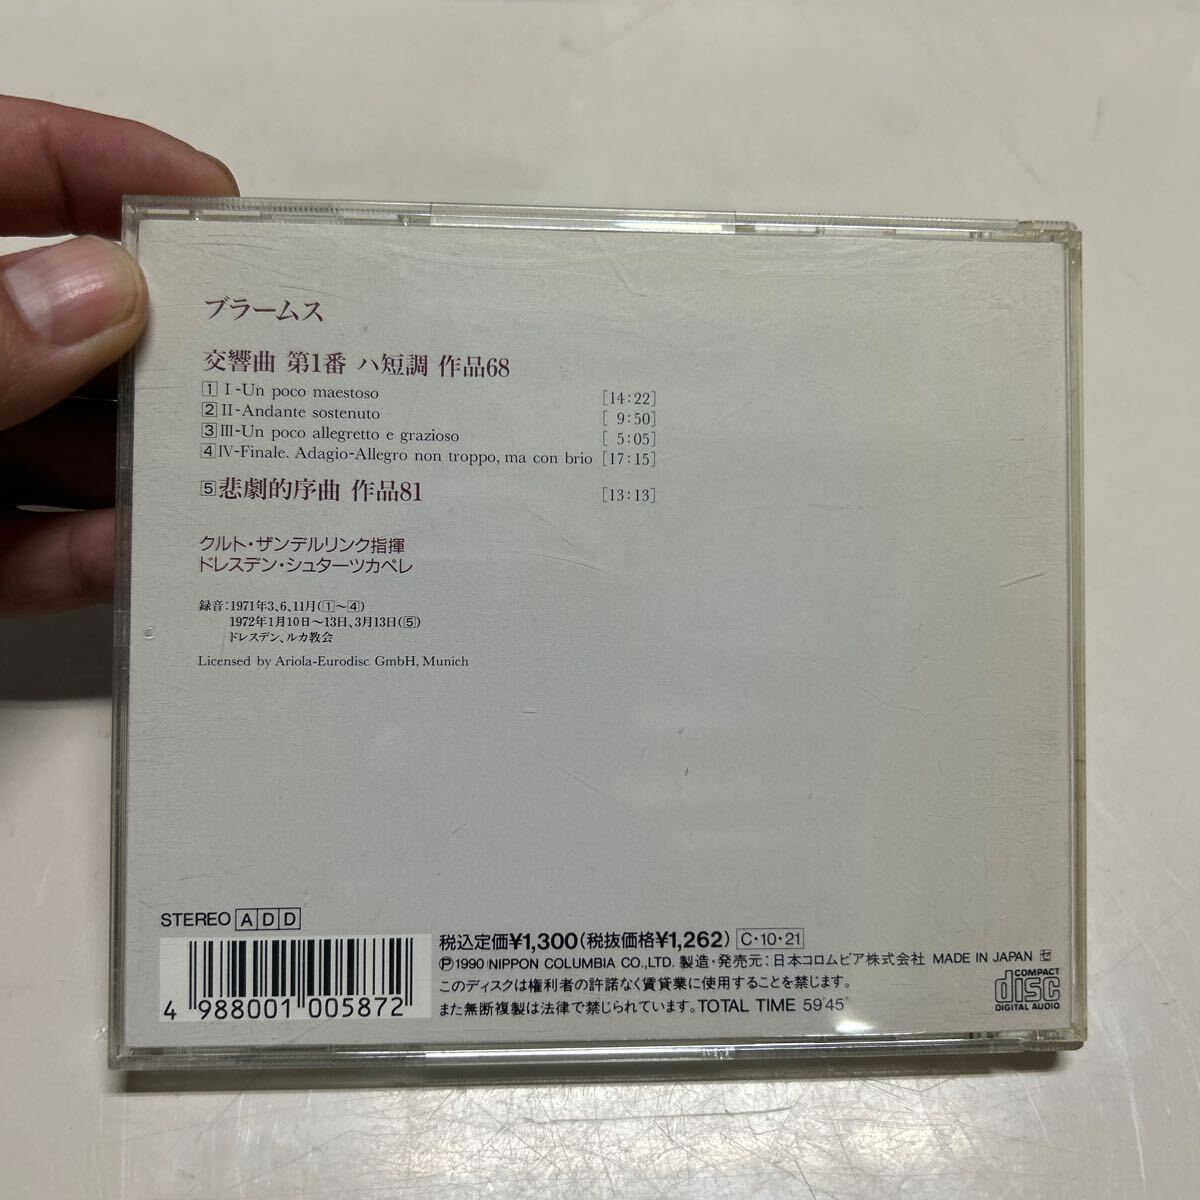 ブラームス
交響曲 第1番 ハ短調 作品68
1 I-Un poco maestoso [14:22]
2 II-Andante sostenuto [ 9:50]
3 III-Un poco allegretto e grazioso [ 5:05]
4 IV-Finale. Adagio-Allegro non troppo, ma con brio [17:15]
5 悲劇的序曲 作品81 [13:13]
クルト・ザンデルリンク指揮
ドレスデン・シュターツカペレ
録音:1971年3、6、11月(1〜4)
1972年1月10日〜13日、3月13日(5)
ドレスデン、ルカ教会
Licensed by Ariola-Eurodisc GmbH, Munich
STEREO A D D
4 988001 005872
税込定価¥1,300(税抜価格¥1,262) C・10・21
Ⓟ1990 NIPPON COLUMBIA CO.,LTD. 製造・発売元:日本コロムビア株式会社 MADE IN JAPAN セ
このディスクは権利者の許諾なく賃貸業に使用することを禁じます。
また無断複製は法律で禁じられています。TOTAL TIME 59'45"
COMPACT
disc
DIGITAL AUDIO